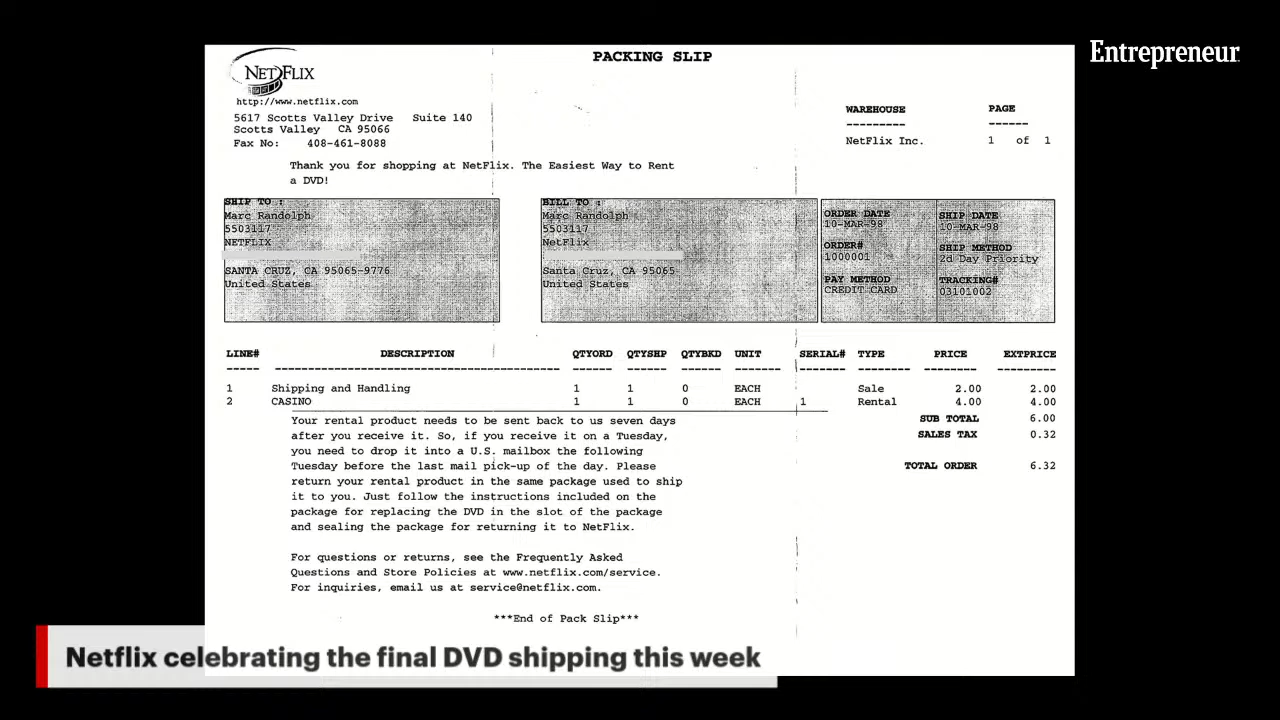 Entrepreneur
NETFLIX
PACKING SLIP
http://www.netflix.com
5617 Scotts Valley Drive Suite 140
Scotts Valley CA 95066
Fax No: 408-461-8088
WAREHOUSE PAGE
--------- ------
NetFlix Inc. 1 of 1
Thank you for shopping at NetFlix. The Easiest Way to Rent
a DVD!
SHIP TO :
Marc Randolph
5503117
NETFLIX
SANTA CRUZ, CA 95065-9776
United States
BILL TO :
Marc Randolph
5503117
NetFlix
Santa Cruz, CA 95065
United States
ORDER DATE SHIP DATE
10-MAR-98 10-MAR-98
ORDER# SHIP METHOD
1000001 2d Day Priority
PAY METHOD TRACKING#
CREDIT CARD 03101002
LINE# DESCRIPTION QTYORD QTYSHP QTYBKD UNIT SERIAL# TYPE PRICE EXTPRICE
1 Shipping and Handling 1 1 0 EACH Sale 2.00 2.00
2 CASINO 1 1 0 EACH 1 Rental 4.00 4.00
SUB TOTAL 6.00
SALES TAX 0.32
TOTAL ORDER 6.32
Your rental product needs to be sent back to us seven days
after you receive it. So, if you receive it on a Tuesday,
you need to drop it into a U.S. mailbox the following
Tuesday before the last mail pick-up of the day. Please
return your rental product in the same package used to ship
it to you. Just follow the instructions included on the
package for replacing the DVD in the slot of the package
and sealing the package for returning it to NetFlix.
For questions or returns, see the Frequently Asked
Questions and Store Policies at www.netflix.com/service.
For inquiries, email us at service@netflix.com.
***End of Pack Slip***
Netflix celebrating the final DVD shipping this week